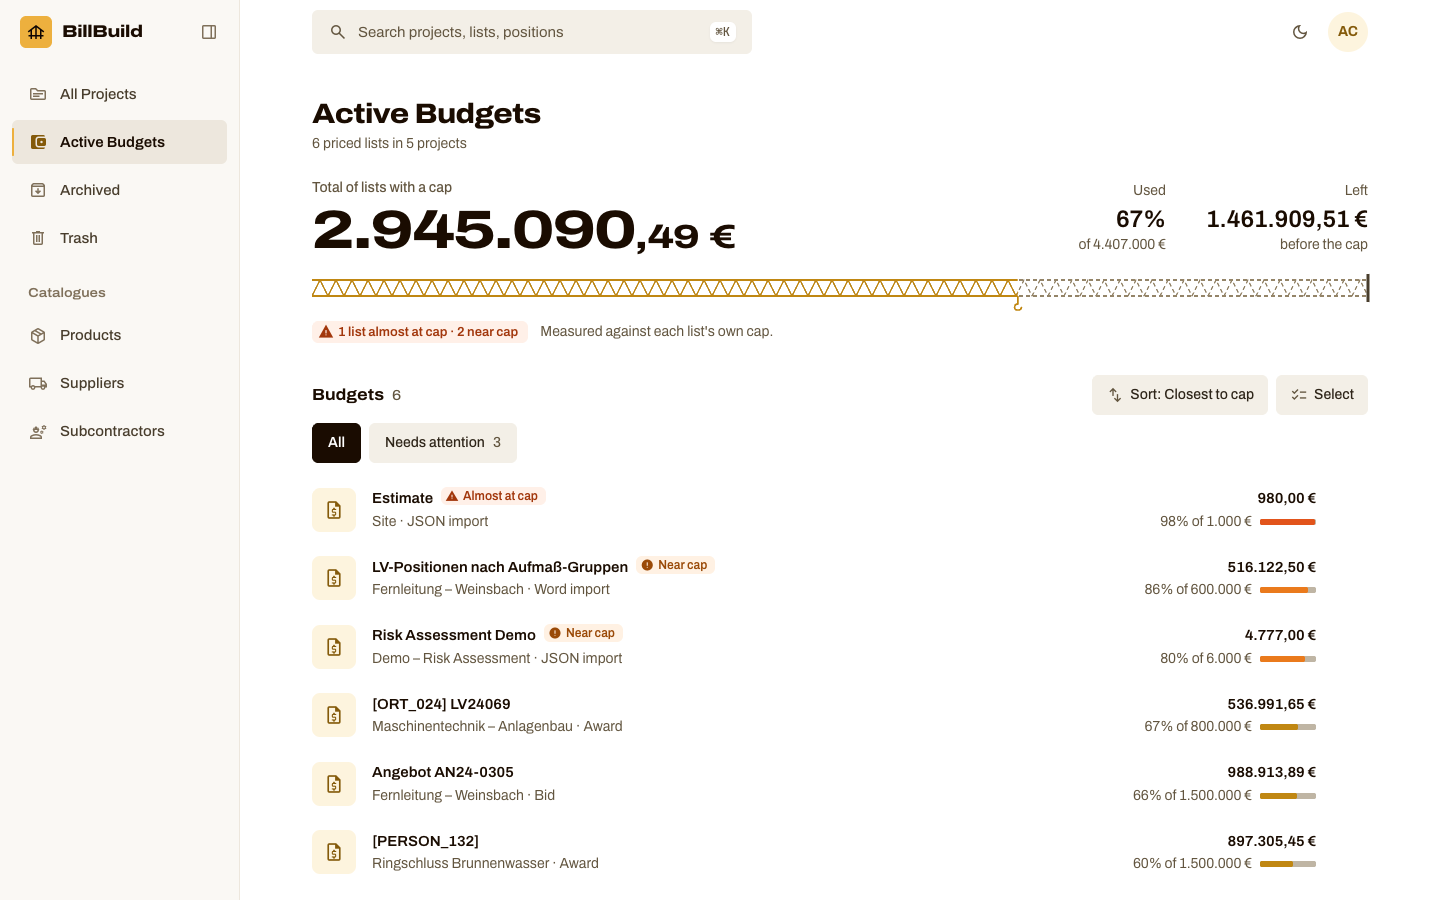 BillBuild
All Projects
Active Budgets
Archived
Trash
Catalogues
Products
Suppliers
Subcontractors
Search projects, lists, positions
⌘K
AC
Active Budgets
6 priced lists in 5 projects
Total of lists with a cap
2.945.090,49 €
Used
67%
of 4.407.000 €
Left
1.461.909,51 €
before the cap
1 list almost at cap · 2 near cap
Measured against each list's own cap.
Budgets 6
Sort: Closest to cap
Select
All
Needs attention 3
Estimate Almost at cap
Site · JSON import
980,00 €
98% of 1.000 €
LV-Positionen nach Aufmaß-Gruppen Near cap
Fernleitung – Weinsbach · Word import
516.122,50 €
86% of 600.000 €
Risk Assessment Demo Near cap
Demo – Risk Assessment · JSON import
4.777,00 €
80% of 6.000 €
[ORT_024] LV24069
Maschinentechnik – Anlagenbau · Award
536.991,65 €
67% of 800.000 €
Angebot AN24-0305
Fernleitung – Weinsbach · Bid
988.913,89 €
66% of 1.500.000 €
[PERSON_132]
Ringschluss Brunnenwasser · Award
897.305,45 €
60% of 1.500.000 €